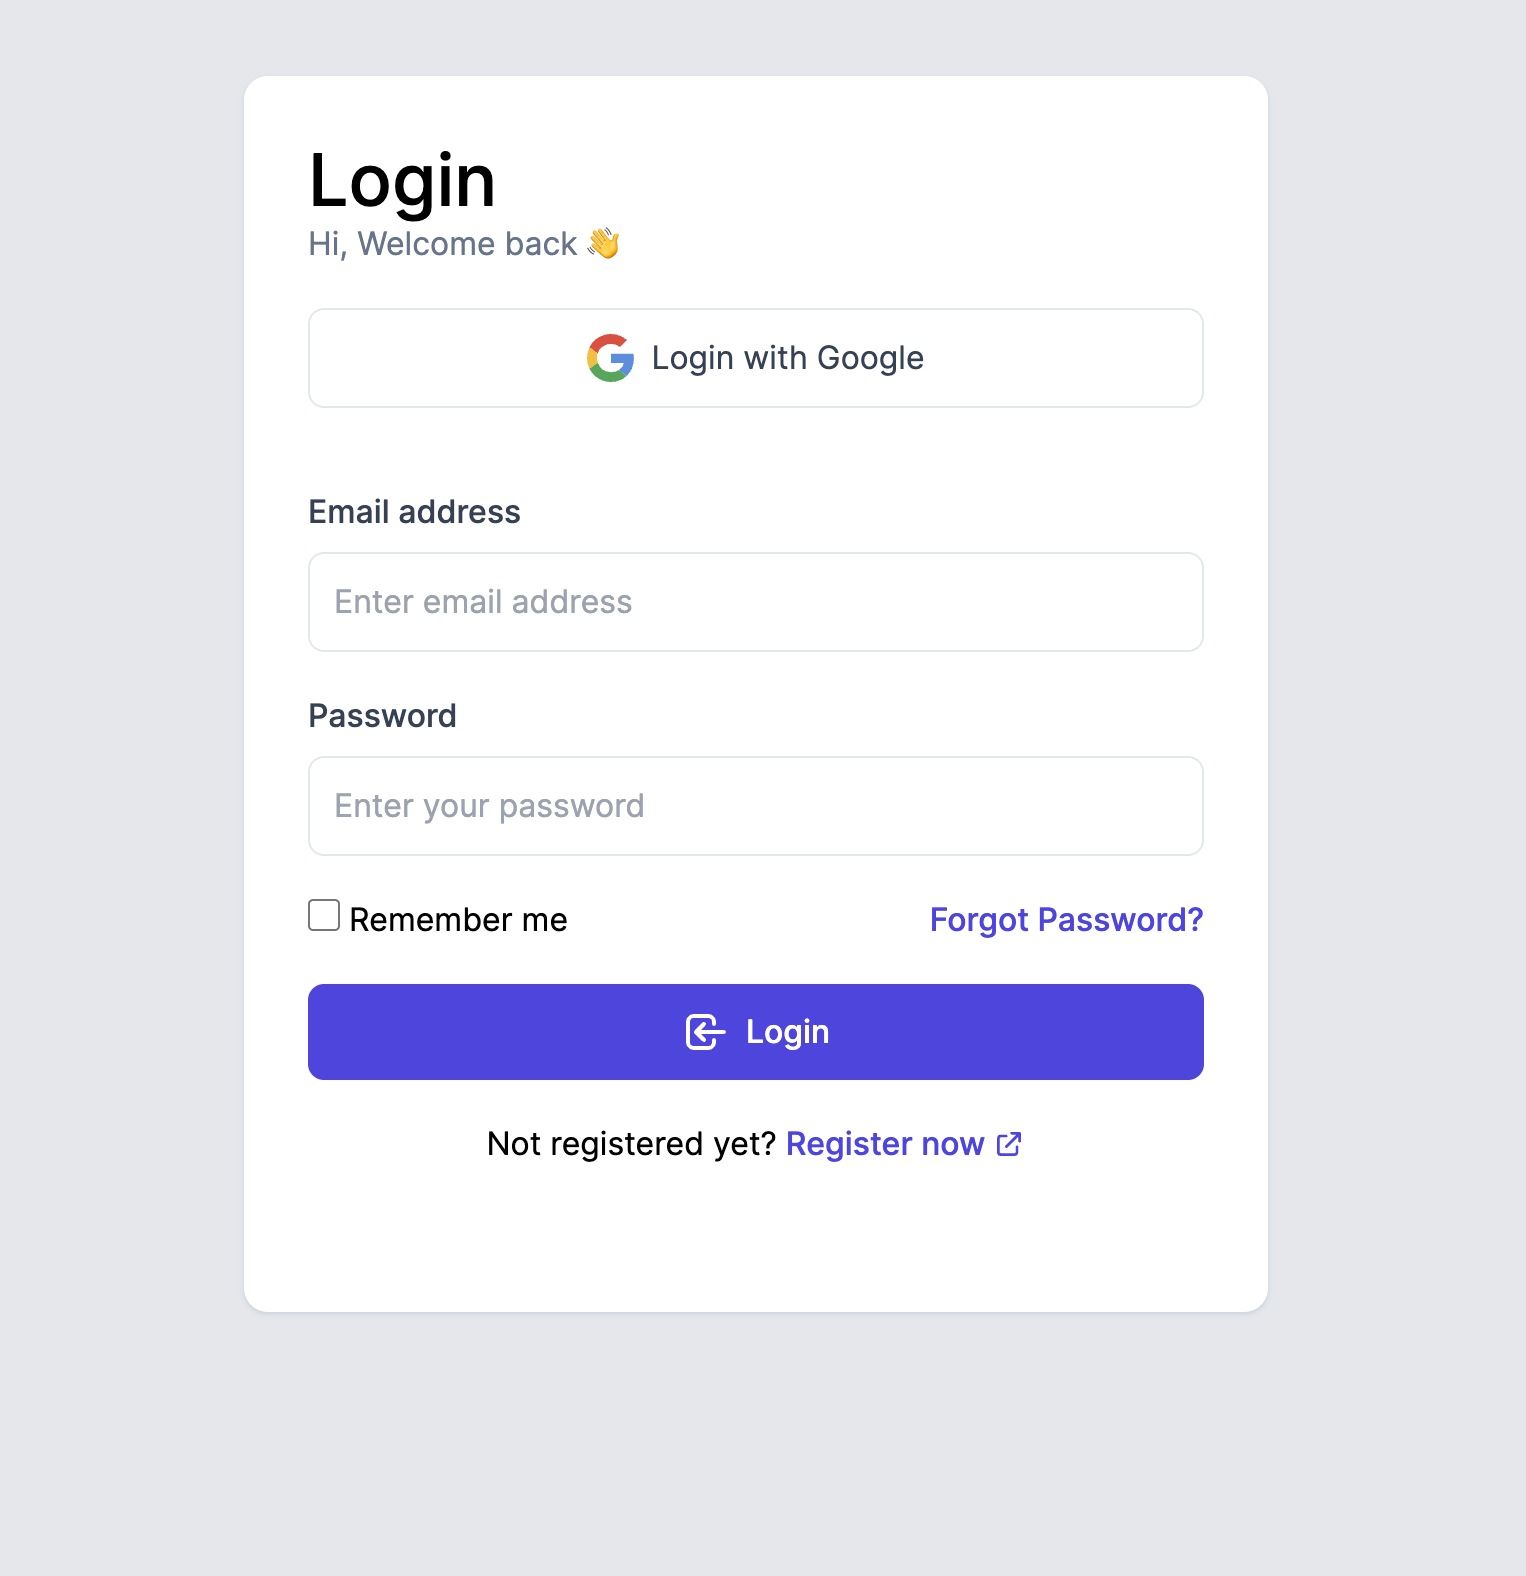 Login
Hi, Welcome back 👋
Login with Google
Email address
Enter email address
Password
Enter your password
Remember me
Forgot Password?
Login
Not registered yet? Register now